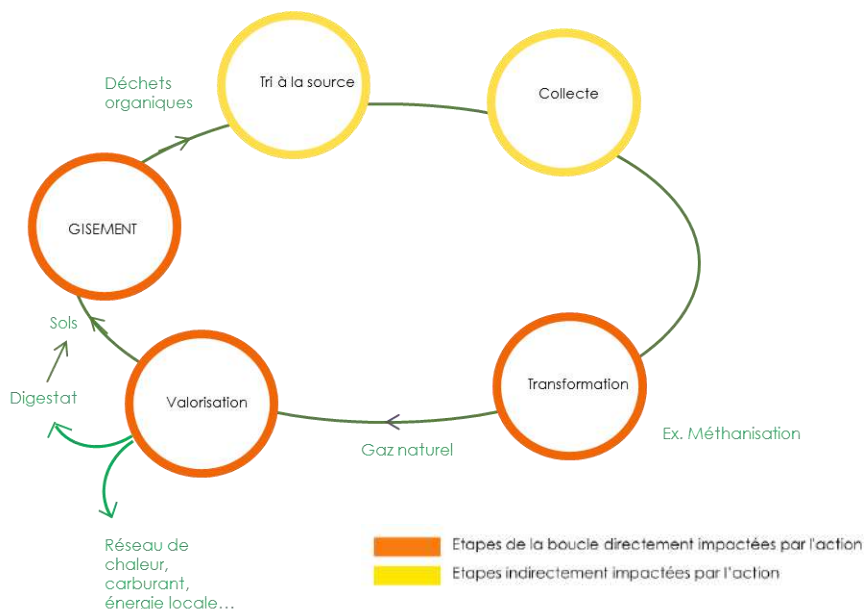 Déchets
organiques
Tri à la source
Collecte
GISEMENT
Sols
Digestat
Valorisation
Transformation
Gaz naturel
Ex. Méthanisation
Réseau de
chaleur,
carburant,
énergie locale…
Etapes de la boucle directement impactées par l'action
Etapes indirectement impactées par l'action